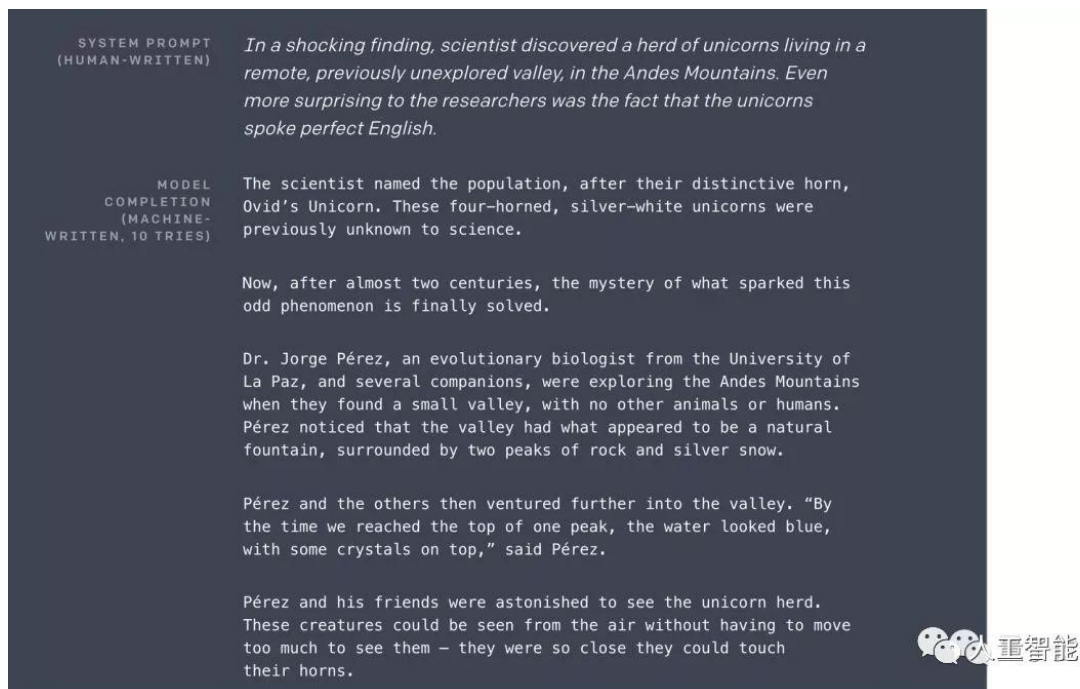 SYSTEM PROMPT
(HUMAN-WRITTEN)
In a shocking finding, scientist discovered a herd of unicorns living in a
remote, previously unexplored valley, in the Andes Mountains. Even
more surprising to the researchers was the fact that the unicorns
spoke perfect English.
MODEL
COMPLETION
(MACHINE-
WRITTEN, 10 TRIES)
The scientist named the population, after their distinctive horn,
Ovid’s Unicorn. These four-horned, silver-white unicorns were
previously unknown to science.
Now, after almost two centuries, the mystery of what sparked this
odd phenomenon is finally solved.
Dr. Jorge Pérez, an evolutionary biologist from the University of
La Paz, and several companions, were exploring the Andes Mountains
when they found a small valley, with no other animals or humans.
Pérez noticed that the valley had what appeared to be a natural
fountain, surrounded by two peaks of rock and silver snow.
Pérez and the others then ventured further into the valley. “By
the time we reached the top of one peak, the water looked blue,
with some crystals on top,” said Pérez.
Pérez and his friends were astonished to see the unicorn herd.
These creatures could be seen from the air without having to move
too much to see them – they were so close they could touch
their horns.
人重智能